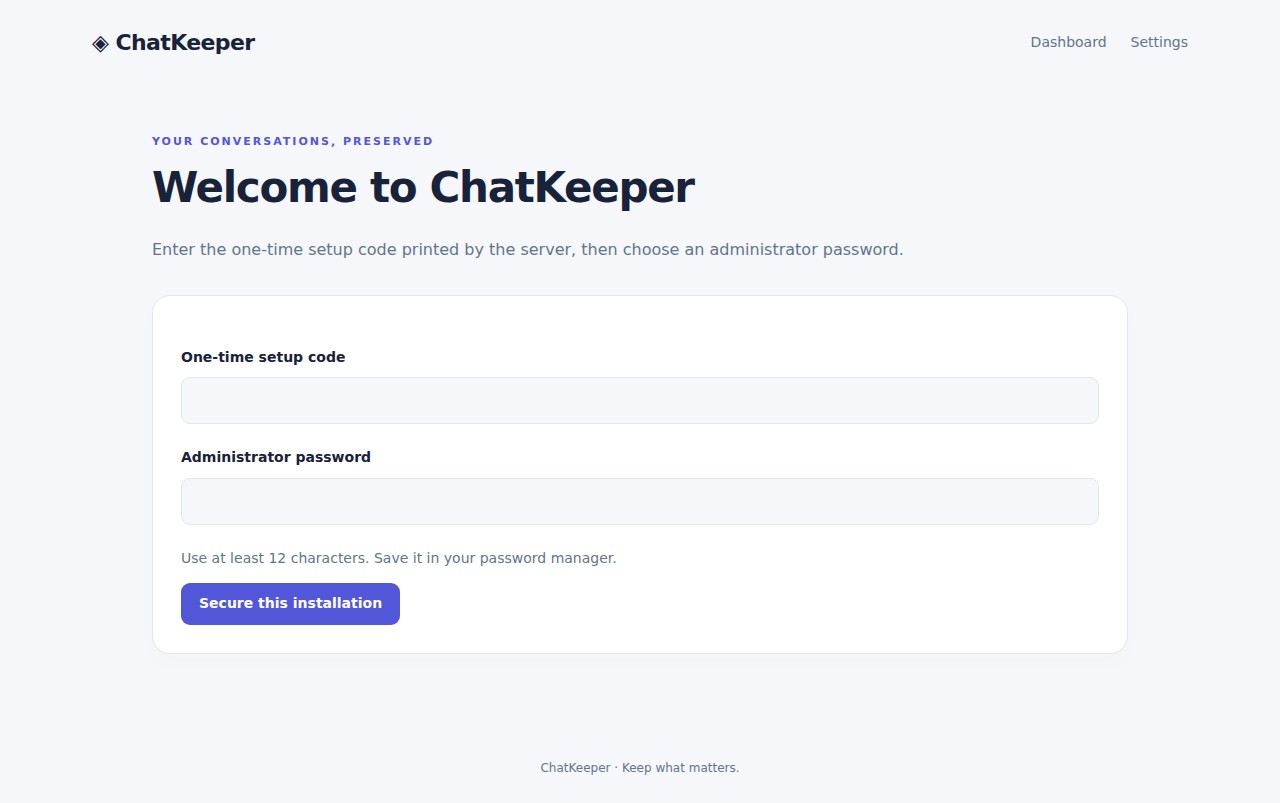 ◈ ChatKeeper
Dashboard Settings
YOUR CONVERSATIONS, PRESERVED
Welcome to ChatKeeper
Enter the one-time setup code printed by the server, then choose an administrator password.
One-time setup code
Administrator password
Use at least 12 characters. Save it in your password manager.
Secure this installation
ChatKeeper · Keep what matters.